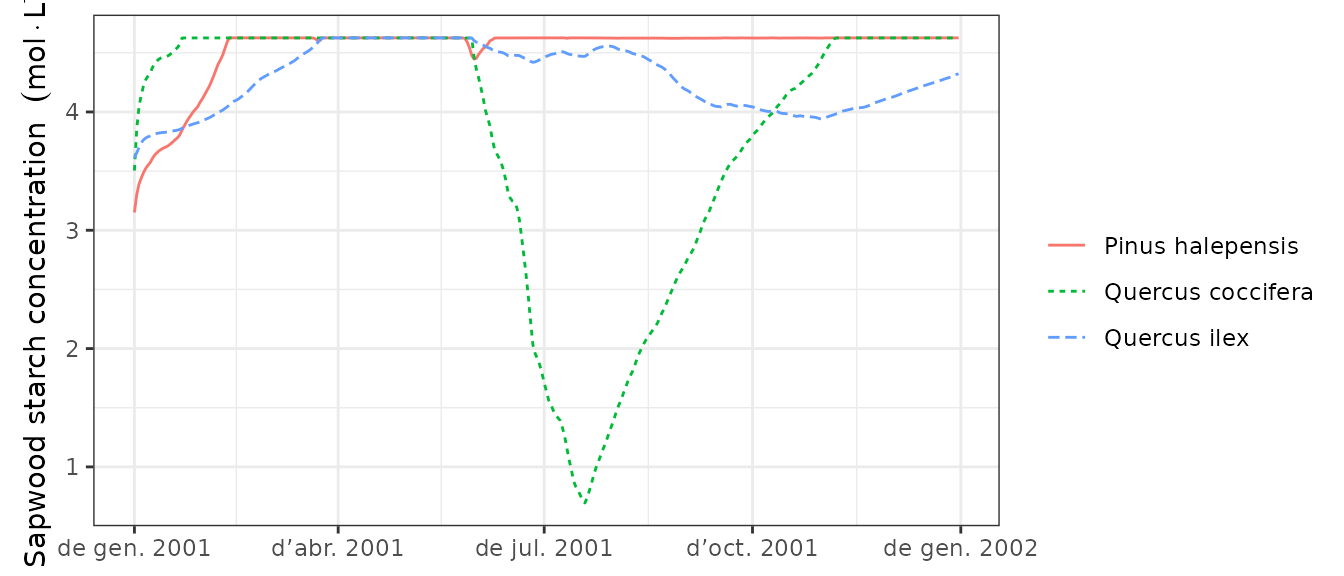 Sapwood starch concentration (mol·L
4
3
2
1
de gen. 2001
d’abr. 2001
de jul. 2001
d’oct. 2001
de gen. 2002
Pinus halepensis
Quercus coccifera
Quercus ilex